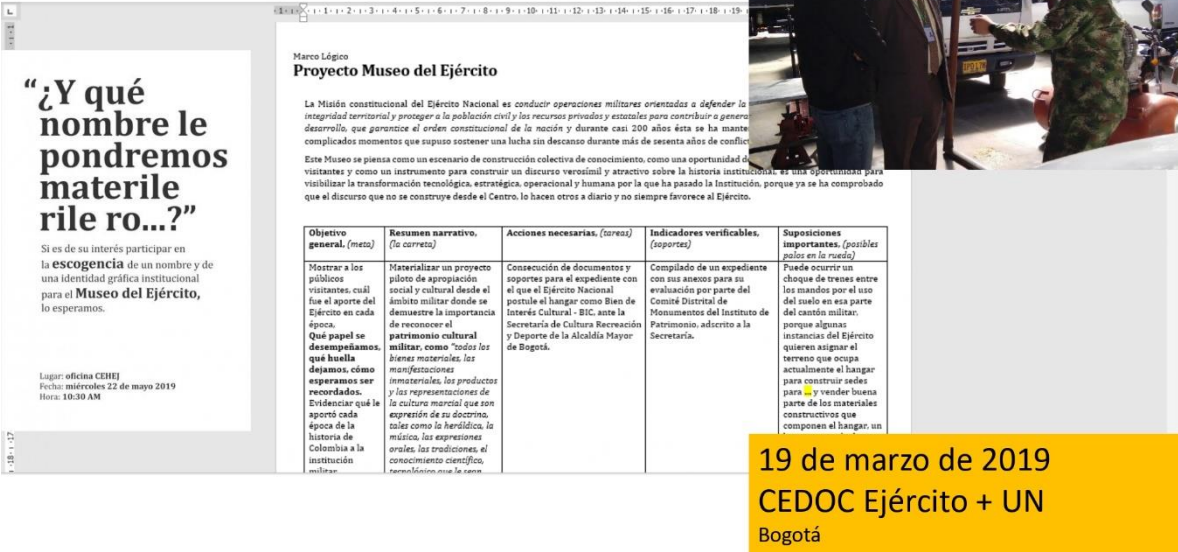 “¿Y qué
nombre le
pondremos
materile
rile ro...?”
Si es de su interés participar en
la escogencia de un nombre y de
una identidad gráfica institucional
para el Museo del Ejército,
lo esperamos.
Lugar: oficina CEHEJ
Fecha: miércoles 22 de mayo 2019
Hora: 10:30 AM
Marco Lógico
Proyecto Museo del Ejército
La Misión constitucional del Ejército Nacional es conducir operaciones militares orientadas a defender la
integridad territorial y proteger a la población civil y los recursos privados y estatales para contribuir a
desarrollo, que garantice el orden constitucional de la nación y durante casi 200 años ésta se ha
complicados momentos que supuso sostener una lucha sin descanso durante más de sesenta años de
Este Museo se piensa como un escenario de construcción colectiva de conocimiento, como una oportunidad
visitantes y como un instrumento para construir un discurso verosímil y atractivo sobre la historia institucional, es una oportunidad para
visibilizar la transformación tecnológica, estratégica, operacional y humana por la que ha pasado la Institución, porque ya se ha comprobado
que el discurso que no se construye desde el Centro, lo hacen otros a diario y no siempre favorece al Ejército.
Objetivo
general, (meta)
Mostrar a los
públicos
visitantes, cuál
fue el aporte del
Ejército en cada
época.
Qué papel se
desempeñamos,
qué huella
dejamos, cómo
esperamos ser
recordados.
Evidenciar qué le
aportó cada
época de la
historia de
Colombia a la
institución
militar
Resumen narrativo,
(la carreta)
Materializar un proyecto
piloto de apropiación
social y cultural desde el
ámbito militar donde se
demuestre la importancia
de reconocer el
patrimonio cultural
militar, como “todos los
bienes materiales, las
manifestaciones
inmateriales, los productos
y las representaciones de
la cultura marcial que son
expresión de su doctrina,
tales como la heráldica, la
música, las expresiones
orales, las tradiciones, el
conocimiento científico,
tecnológico que le sean
Acciones necesarias, (tareas)
Consecución de documentos y
soportes para el expediente con
el que el Ejército Nacional
postule el hangar como Bien de
Interés Cultural - BIC, ante la
Secretaría de Cultura Recreación
y Deporte de la Alcaldía Mayor
de Bogotá.
Indicadores verificables,
(soportes)
Compilado de un expediente
con sus anexos para su
evaluación por parte del
Comité Distrital de
Monumentos del Instituto de
Patrimonio, adscrito a la
Secretaría.
Suposiciones
importantes, (posibles
palos en la rueda)
Puede ocurrir un
choque de trenes entre
los mandos por el uso
del suelo en esa parte
del cantón militar,
porque algunas
instancias del Ejército
quieren asignar el
terreno que ocupa
actualmente el hangar
para construir sedes
para ... y vender buena
parte de los materiales
constructivos que
componen el hangar, un
19 de marzo de 2019
CEDOC Ejército + UN
Bogotá